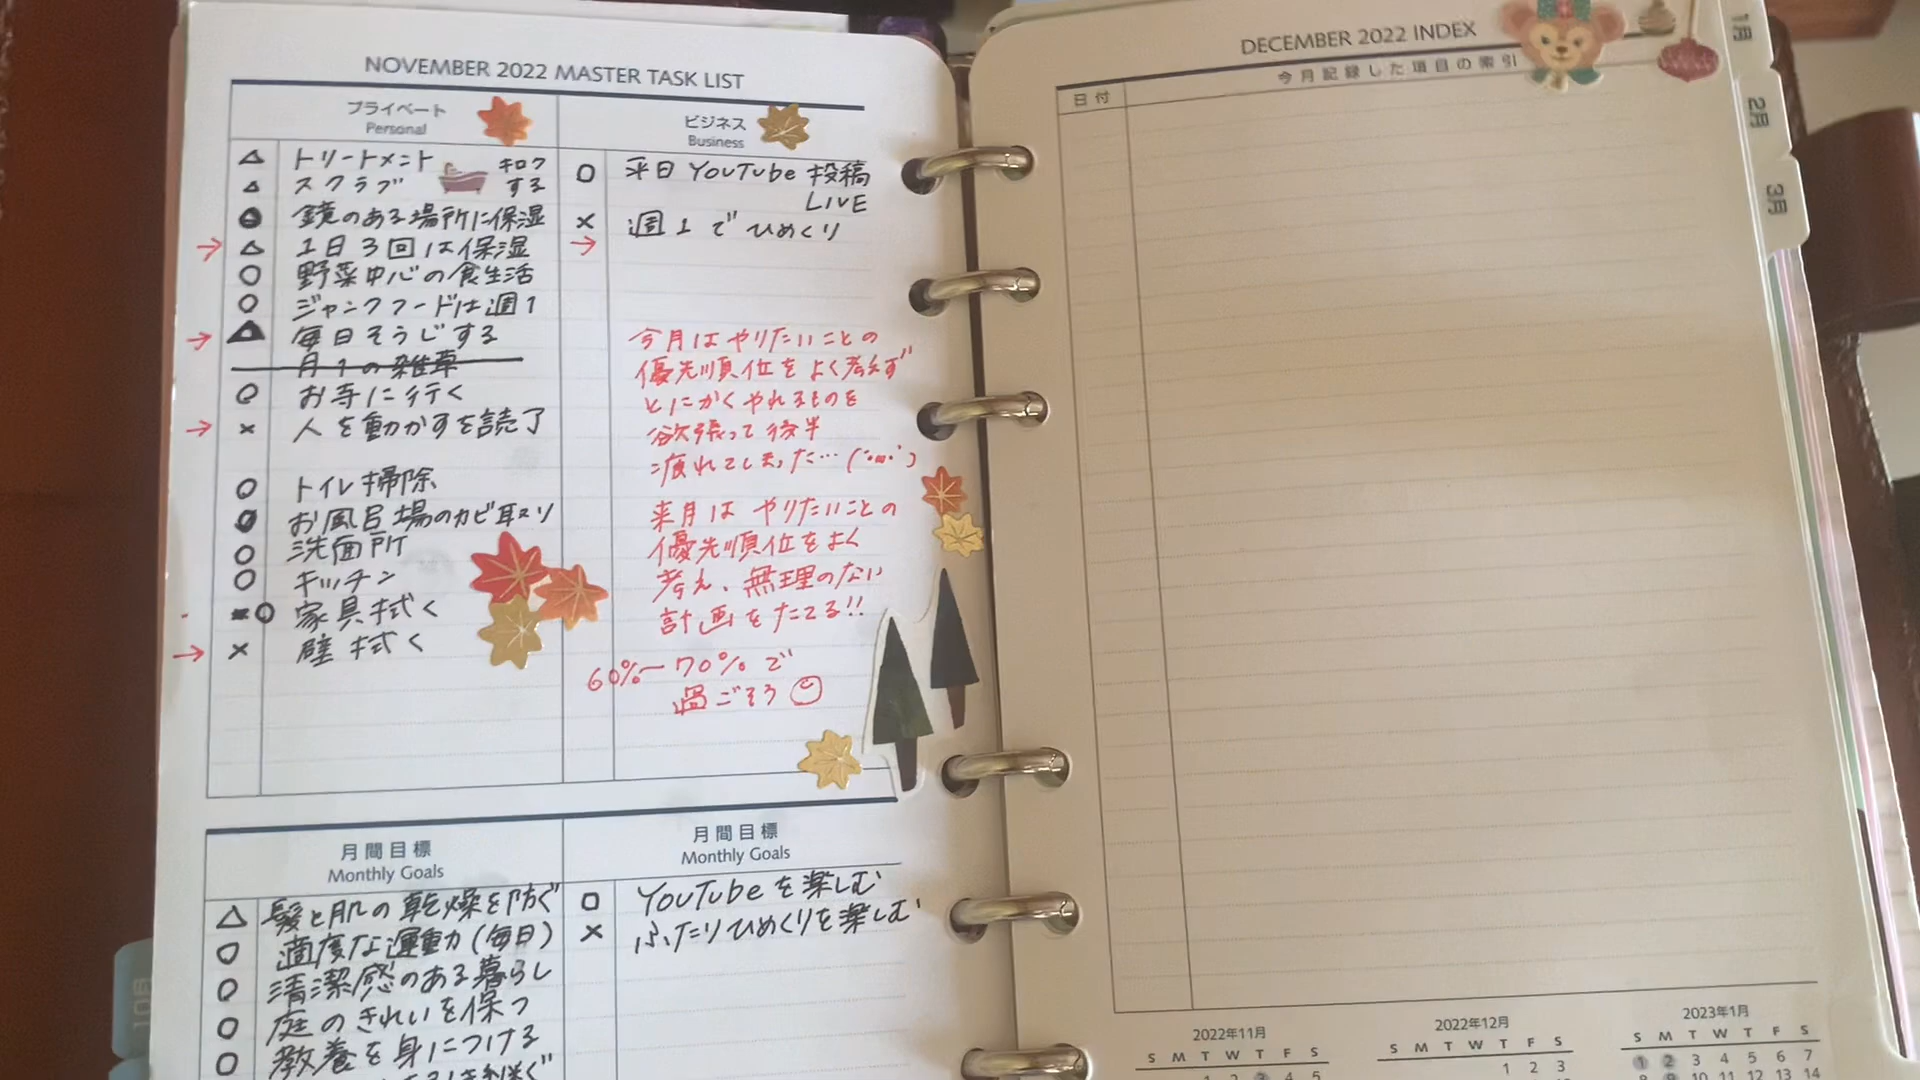 NOVEMBER 2022 MASTER TASK LIST
プライベート
Personal
△ トリートメント キロク
△ スクラブ する
● 鏡のある場所に保湿
→ △ 1日3回は保湿
○ 野菜中心の食生活
○ ジャンクフードは週1
→ ▲ 毎日そうじする
月1の雑草
○ お寺に行く
→ × 人を動かすを読了
○ トイレ掃除
● お風呂場のカビ取り
○ 洗面所
○ キッチン
○ 家具拭く
→ × 壁拭く
ビジネス
Business
○ 平日 YouTube 投稿
LIVE
× 週1でひめくり
→
今月はやりたいことの
優先順位をよく考えず
とにかくやれるものを
欲張って後半
疲れてしまった…
来月はやりたいことの
優先順位をよく
考え、無理のない
計画をたてる!!
60%〜70%で
過ごそう
月間目標
Monthly Goals
△ 髪と肌の乾燥を防ぐ
○ 適度な運動(毎日)
○ 清潔感のある暮らし
○ 庭のきれいを保つ
○ 教養を身につける
月間目標
Monthly Goals
○ YouTubeを楽しむ
× ふたりひめくりを楽しむ
10月
DECEMBER 2022 INDEX
今月記録した項目の索引
日付
1月
2月
3月
2022年11月
S M T W T F S
1 2 3 4 5
2022年12月
S M T W T F S
1 2 3
2023年1月
S M T W T F S
1 2 3 4 5 6 7
8 9 10 11 12 13 14